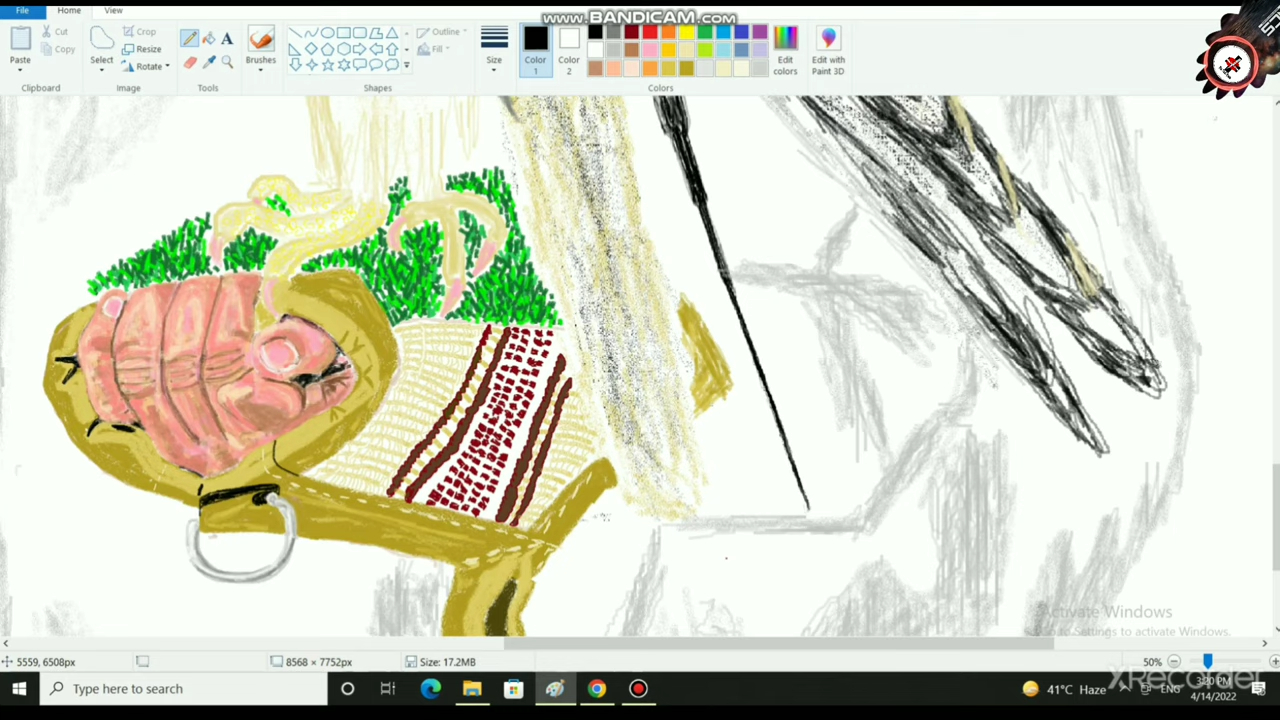 www.BANDICAM.com
File
Home
View
Paste
Cut
Copy
Clipboard
Select
Crop
Resize
Rotate
Image
A
Tools
Brushes
Shapes
Outline
Fill
Size
Color
1
Color
2
Colors
Edit
colors
Edit with
Paint 3D
Activate Windows
Go to Settings to activate Windows.
5559, 6508px
8568 × 7752px
Size: 17.2MB
50%
XRecorder
Type here to search
41°C Haze
ENG
3:20 PM
4/14/2022